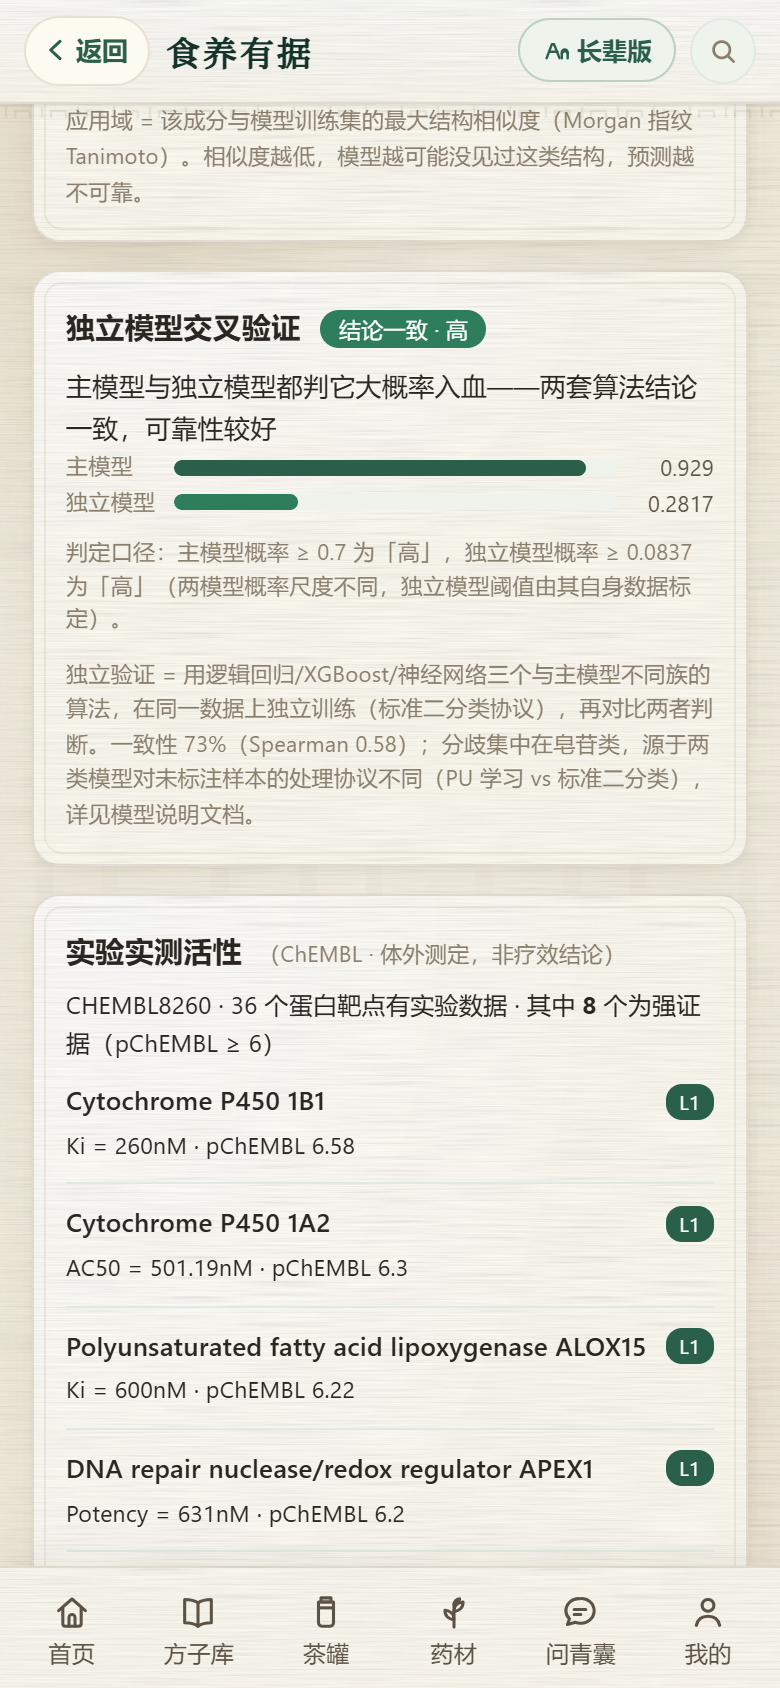 返回
食养有据
长辈版
应用域 = 该成分与模型训练集的最大结构相似度（Morgan 指纹
Tanimoto）。相似度越低，模型越可能没见过这类结构，预测越
不可靠。
独立模型交叉验证
结论一致 · 高
主模型与独立模型都判它大概率入血——两套算法结论
一致，可靠性较好
主模型 0.929
独立模型 0.2817
判定口径：主模型概率 ≥ 0.7 为「高」，独立模型概率 ≥ 0.0837
为「高」（两模型概率尺度不同，独立模型阈值由其自身数据标
定）。
独立验证 = 用逻辑回归/XGBoost/神经网络三个与主模型不同族的
算法，在同一数据上独立训练（标准二分类协议），再对比两者判
断。一致性 73%（Spearman 0.58）；分歧集中在皂苷类，源于两
类模型对未标注样本的处理协议不同（PU 学习 vs 标准二分类），
详见模型说明文档。
实验实测活性 （ChEMBL · 体外测定，非疗效结论）
CHEMBL8260 · 36 个蛋白靶点有实验数据 · 其中 8 个为强证
据（pChEMBL ≥ 6）
Cytochrome P450 1B1 L1
Ki = 260nM · pChEMBL 6.58
Cytochrome P450 1A2 L1
AC50 = 501.19nM · pChEMBL 6.3
Polyunsaturated fatty acid lipoxygenase ALOX15 L1
Ki = 600nM · pChEMBL 6.22
DNA repair nuclease/redox regulator APEX1 L1
Potency = 631nM · pChEMBL 6.2
首页
方子库
茶罐
药材
问青囊
我的